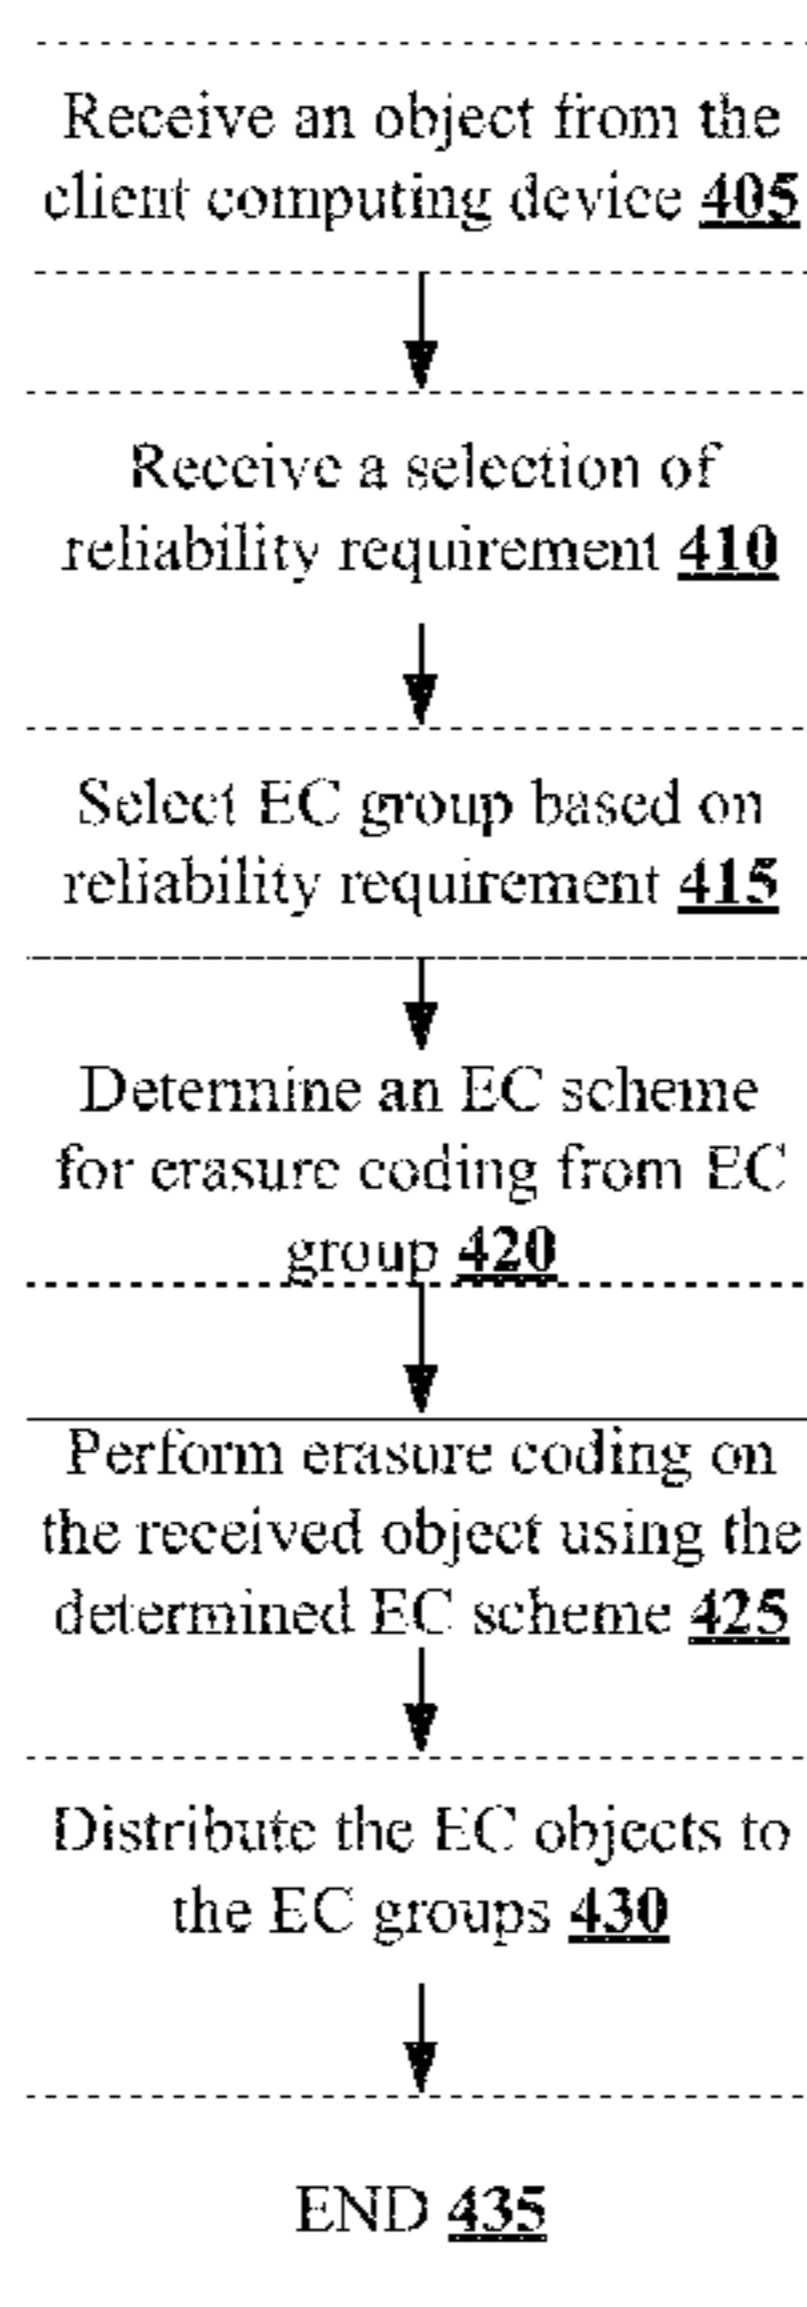 Receive an object from the
client computing device 405
Receive a selection of
reliability requirement 410
Select EC group based on
reliability requirement 415
Determine an EC scheme
for erasure coding from EC
group 420
Perform erasure coding on
the received object using the
determined EC scheme 425
Distribute the EC objects to
the EC groups 430
END 435